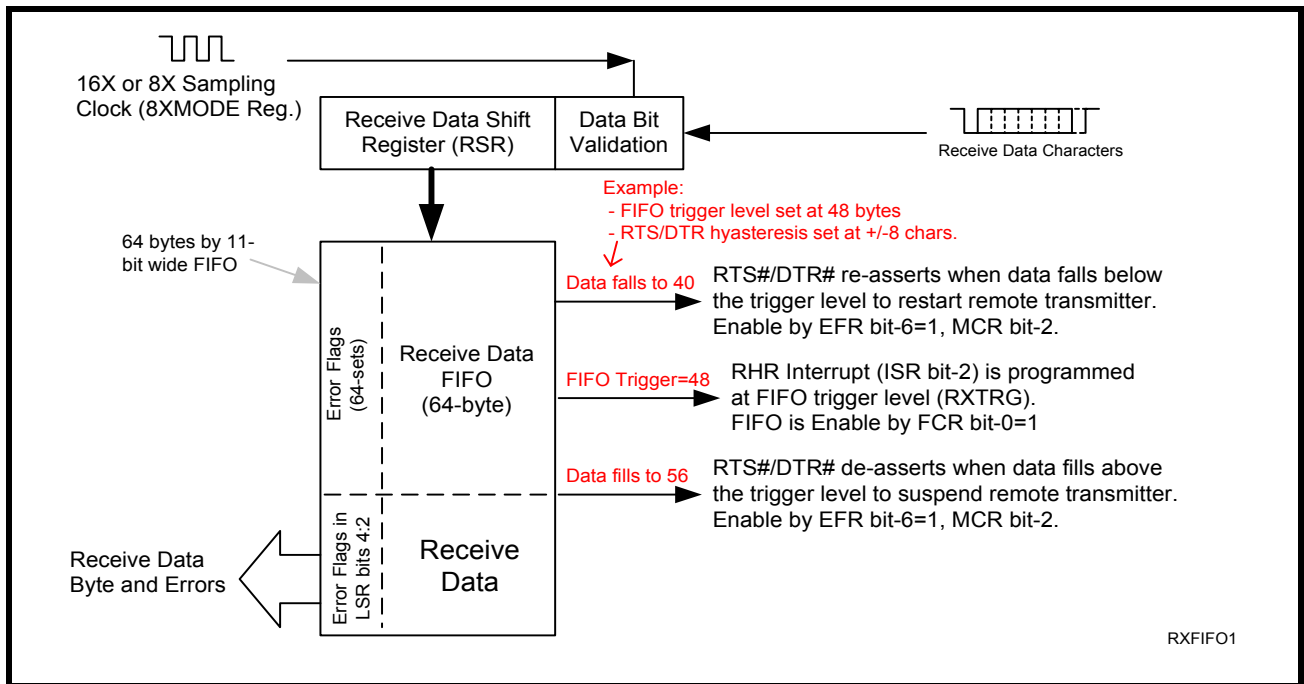 16X or 8X Sampling
Clock (8XMODE Reg.)
Receive Data Shift
Register (RSR)
Data Bit
Validation
Receive Data Characters
Example:
- FIFO trigger level set at 48 bytes
- RTS/DTR hyasteresis set at +/-8 chars.
64 bytes by 11-
bit wide FIFO
Error Flags
(64-sets)
Receive Data
FIFO
(64-byte)
Data falls to 40
RTS#/DTR# re-asserts when data falls below
the trigger level to restart remote transmitter.
Enable by EFR bit-6=1, MCR bit-2.
FIFO Trigger=48
RHR Interrupt (ISR bit-2) is programmed
at FIFO trigger level (RXTRG).
FIFO is Enable by FCR bit-0=1
Data fills to 56
RTS#/DTR# de-asserts when data fills above
the trigger level to suspend remote transmitter.
Enable by EFR bit-6=1, MCR bit-2.
Error Flags in
LSR bits 4:2
Receive
Data
Receive Data
Byte and Errors
RXFIFO1